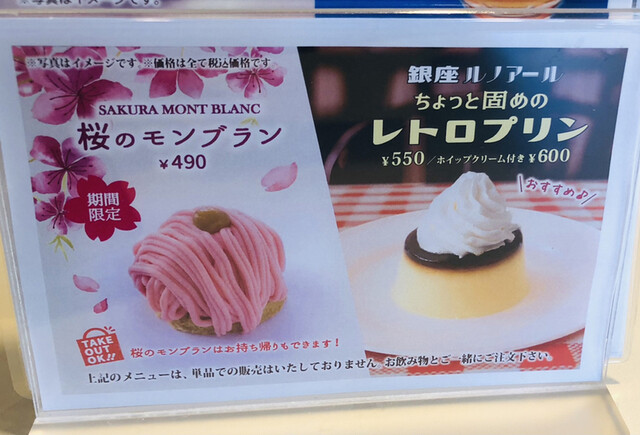 ※写真はイメージです、※価格は全て税込価格です
SAKURA MONT BLANC
桜のモンブラン
¥490
期間
限定
TAKE
OUT
OK!!
桜のモンブランはお持ち帰りもできます！
銀座ルノアール
ちょっと固めの
レトロプリン
¥550／ホイップクリーム付き¥600
おすすめ♪
上記のメニューは、単品での販売はいたしておりません お飲み物とご一緒にご注文下さい